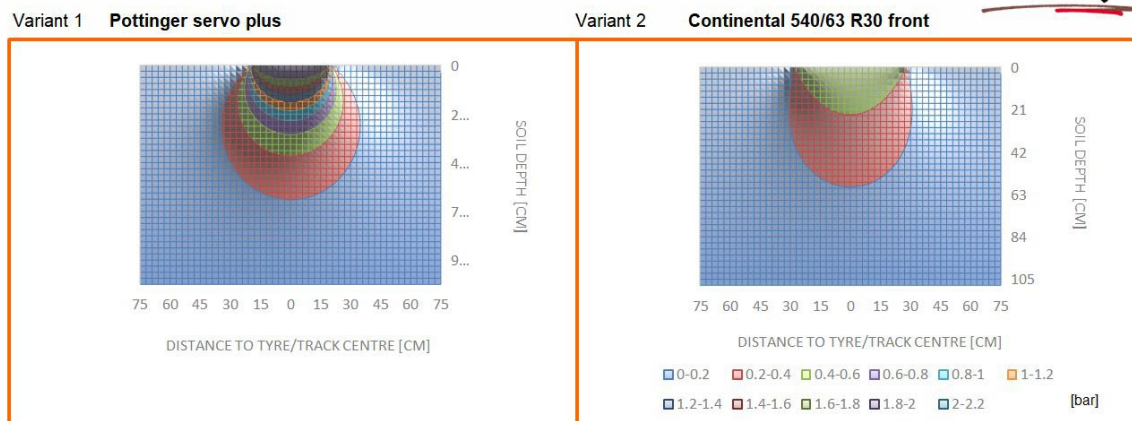 Variant 1 Pottinger servo plus
Variant 2 Continental 540/63 R30 front
0
2...
4...
7...
9...
SOIL DEPTH [CM]
75 60 45 30 15 0 15 30 45 60 75
DISTANCE TO TYRE/TRACK CENTRE [CM]
0
21
42
63
84
105
SOIL DEPTH [CM]
75 60 45 30 15 0 15 30 45 60 75
DISTANCE TO TYRE/TRACK CENTRE [CM]
0-0.2 0.2-0.4 0.4-0.6 0.6-0.8 0.8-1 1-1.2
1.2-1.4 1.4-1.6 1.6-1.8 1.8-2 2-2.2 [bar]